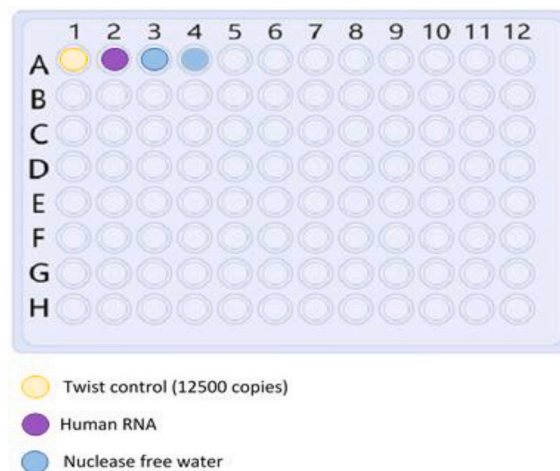 1 2 3 4 5 6 7 8 9 10 11 12
A
B
C
D
E
F
G
H
Twist control (12500 copies)
Human RNA
Nuclease free water